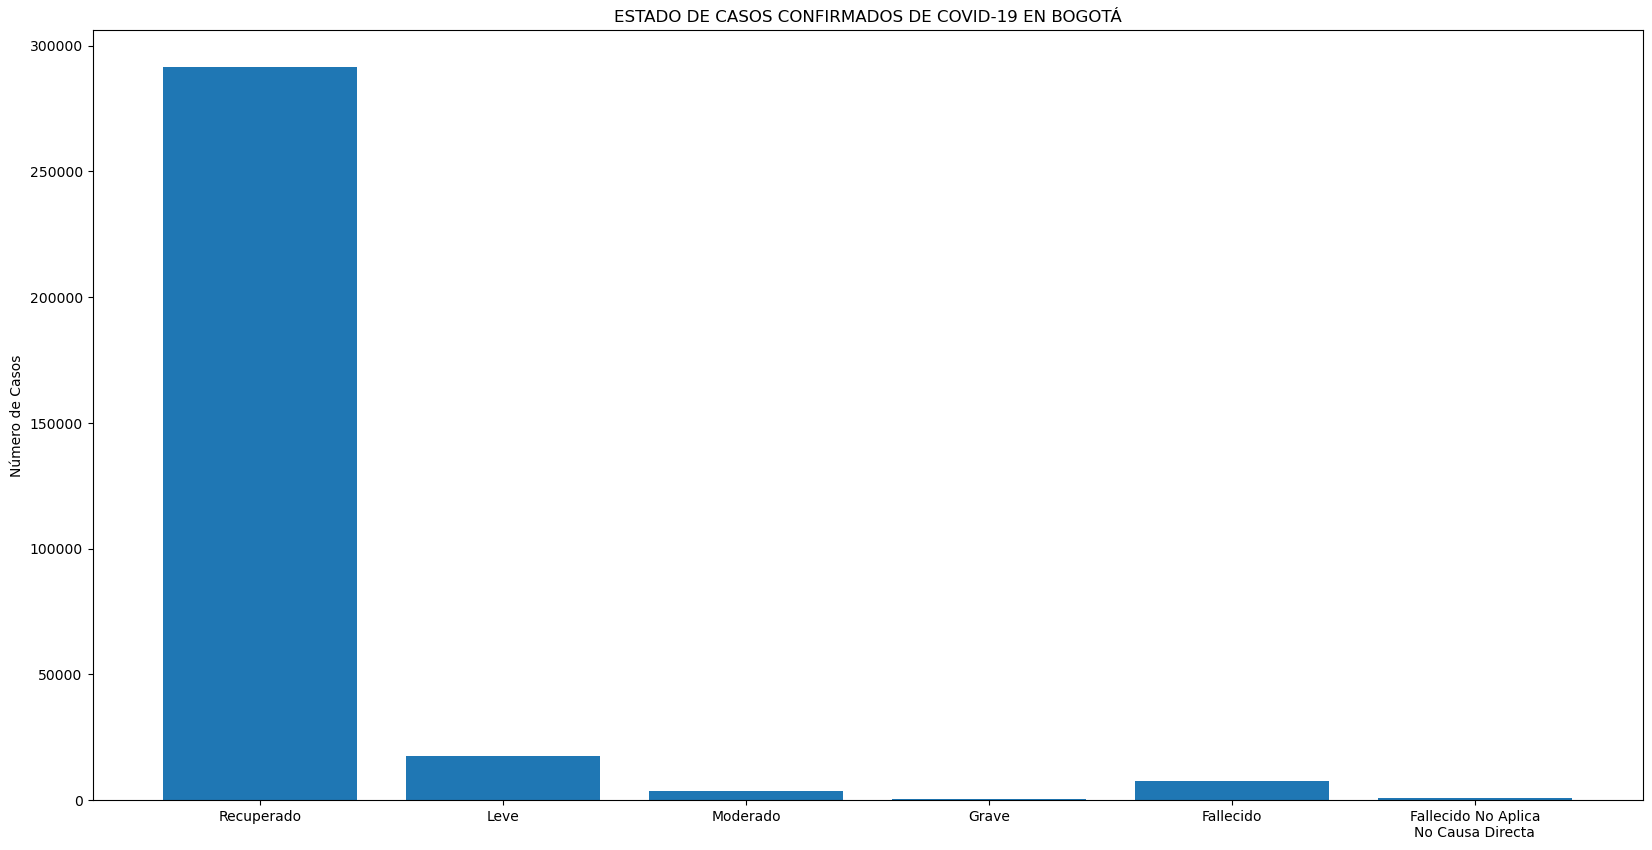 ESTADO DE CASOS CONFIRMADOS DE COVID-19 EN BOGOTÁ
300000
250000
200000
150000
100000
50000
0
Número de Casos
Recuperado
Leve
Moderado
Grave
Fallecido
Fallecido No Aplica
No Causa Directa